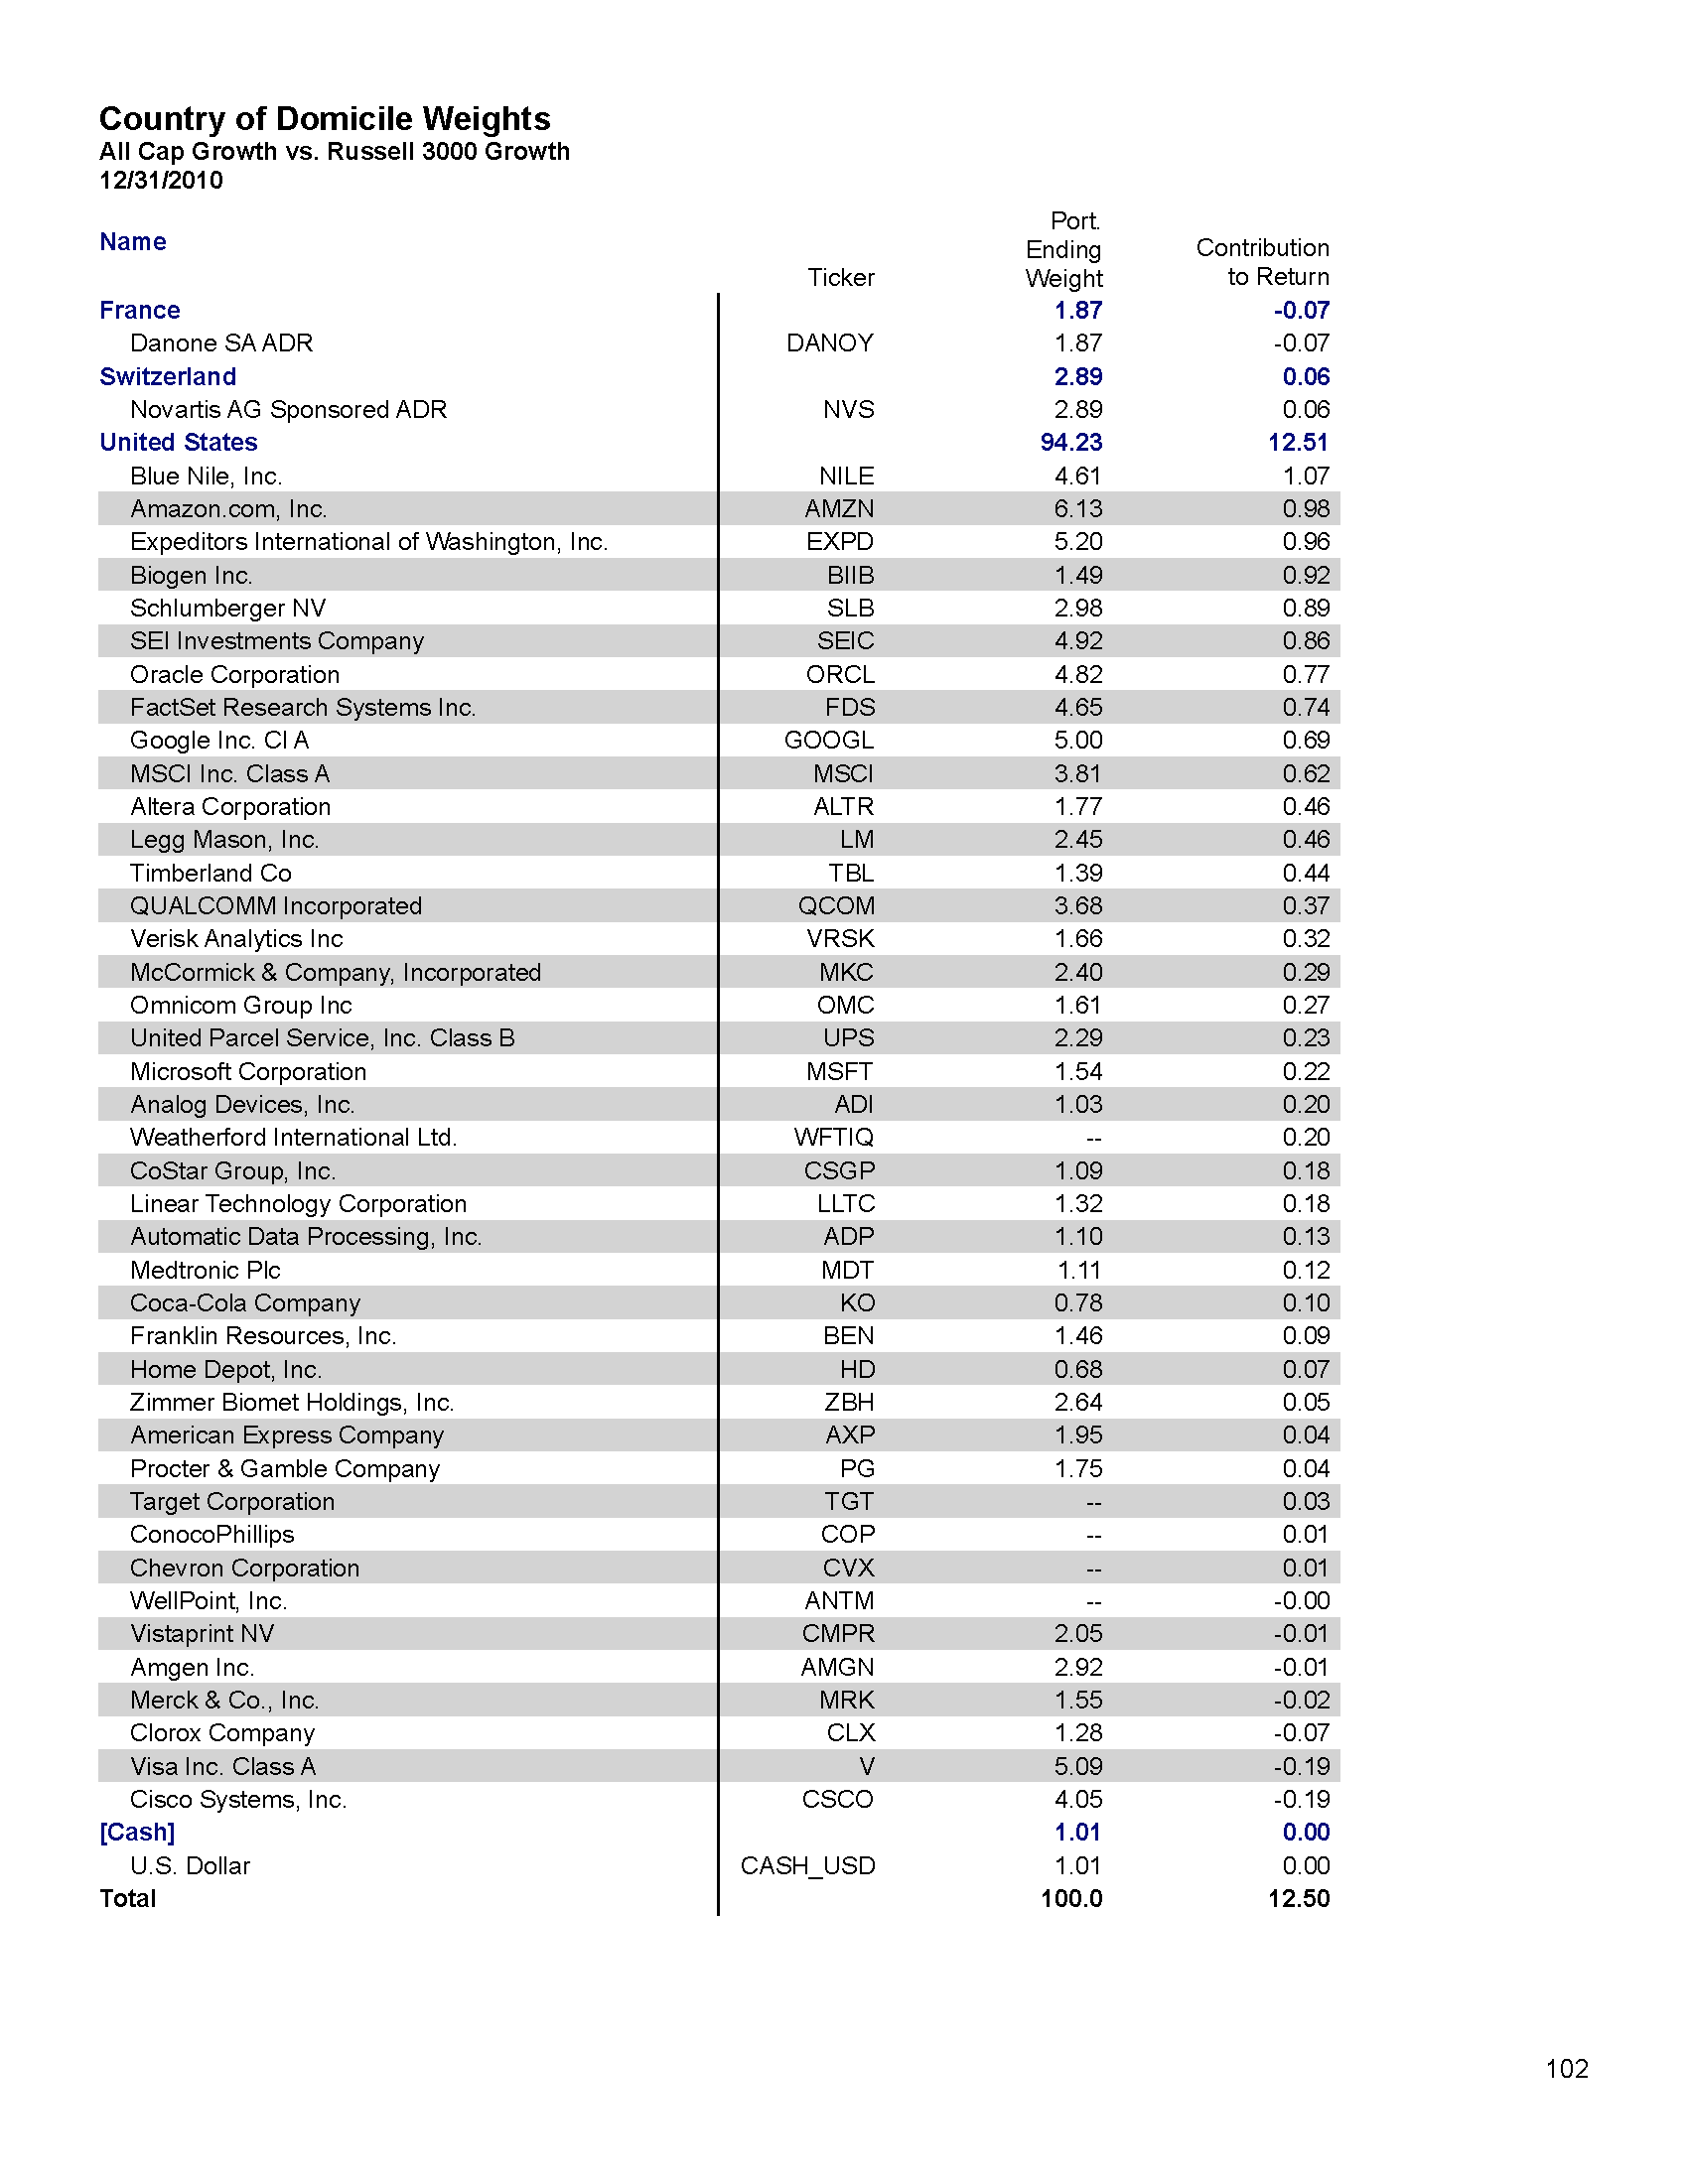 Country of Domicile Weights
All Cap Growth vs. Russell 3000 Growth
12/31/2010
Name Ticker Port. Ending Weight Contribution to Return
France 1.87 -0.07
Danone SA ADR DANOY 1.87 -0.07
Switzerland 2.89 0.06
Novartis AG Sponsored ADR NVS 2.89 0.06
United States 94.23 12.51
Blue Nile, Inc. NILE 4.61 1.07
Amazon.com, Inc. AMZN 6.13 0.98
Expeditors International of Washington, Inc. EXPD 5.20 0.96
Biogen Inc. BIIB 1.49 0.92
Schlumberger NV SLB 2.98 0.89
SEI Investments Company SEIC 4.92 0.86
Oracle Corporation ORCL 4.82 0.77
FactSet Research Systems Inc. FDS 4.65 0.74
Google Inc. Cl A GOOGL 5.00 0.69
MSCI Inc. Class A MSCI 3.81 0.62
Altera Corporation ALTR 1.77 0.46
Legg Mason, Inc. LM 2.45 0.46
Timberland Co TBL 1.39 0.44
QUALCOMM Incorporated QCOM 3.68 0.37
Verisk Analytics Inc VRSK 1.66 0.32
McCormick & Company, Incorporated MKC 2.40 0.29
Omnicom Group Inc OMC 1.61 0.27
United Parcel Service, Inc. Class B UPS 2.29 0.23
Microsoft Corporation MSFT 1.54 0.22
Analog Devices, Inc. ADI 1.03 0.20
Weatherford International Ltd. WFTIQ -- 0.20
CoStar Group, Inc. CSGP 1.09 0.18
Linear Technology Corporation LLTC 1.32 0.18
Automatic Data Processing, Inc. ADP 1.10 0.13
Medtronic Plc MDT 1.11 0.12
Coca-Cola Company KO 0.78 0.10
Franklin Resources, Inc. BEN 1.46 0.09
Home Depot, Inc. HD 0.68 0.07
Zimmer Biomet Holdings, Inc. ZBH 2.64 0.05
American Express Company AXP 1.95 0.04
Procter & Gamble Company PG 1.75 0.04
Target Corporation TGT -- 0.03
ConocoPhillips COP -- 0.01
Chevron Corporation CVX -- 0.01
WellPoint, Inc. ANTM -- -0.00
Vistaprint NV CMPR 2.05 -0.01
Amgen Inc. AMGN 2.92 -0.01
Merck & Co., Inc. MRK 1.55 -0.02
Clorox Company CLX 1.28 -0.07
Visa Inc. Class A V 5.09 -0.19
Cisco Systems, Inc. CSCO 4.05 -0.19
[Cash] 1.01 0.00
U.S. Dollar CASH_USD 1.01 0.00
Total 100.0 12.50
102